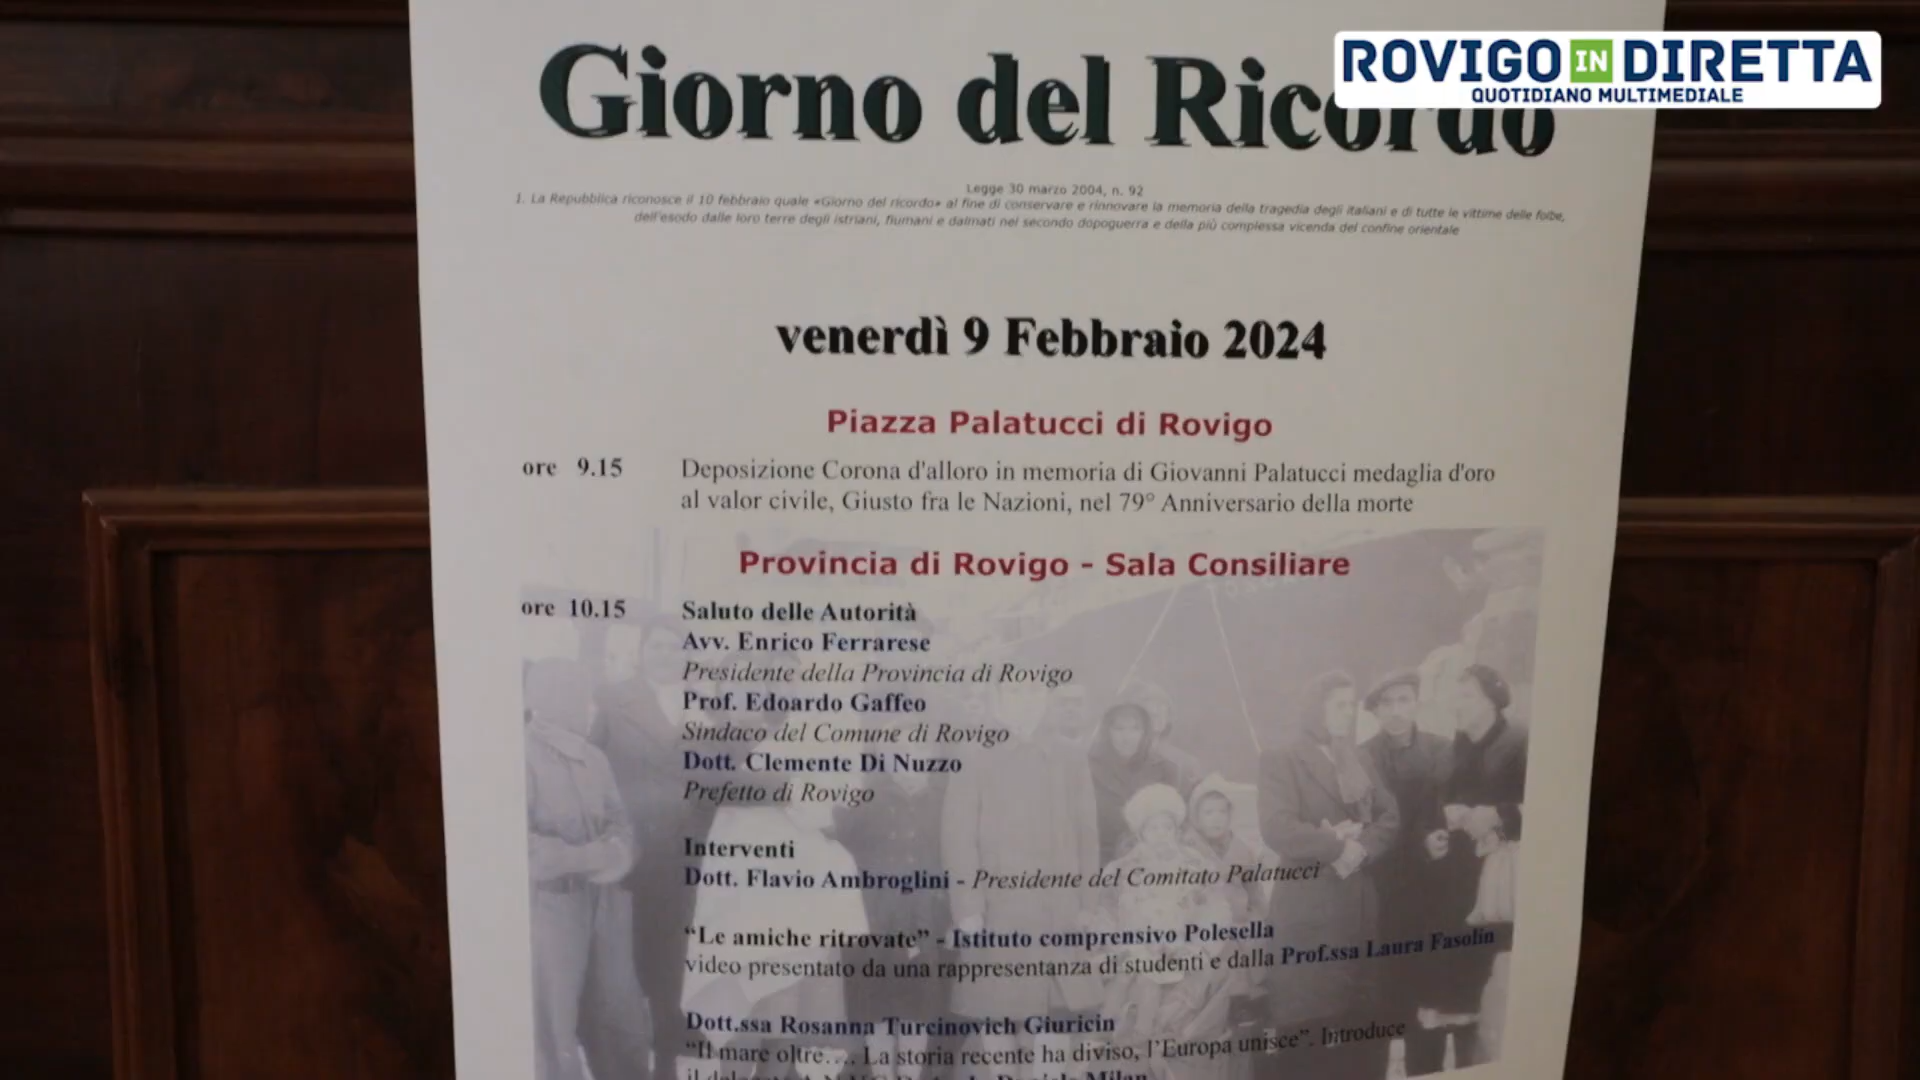 ROVIGO IN DIRETTA
QUOTIDIANO MULTIMEDIALE
Giorno del Ricordo
Legge 30 marzo 2004, n. 92
1. La Repubblica riconosce il 10 febbraio quale «Giorno del ricordo» al fine di conservare e rinnovare la memoria della tragedia degli italiani e di tutte le vittime delle foibe,
dell'esodo dalle loro terre degli istriani, fiumani e dalmati nel secondo dopoguerra e della più complessa vicenda del confine orientale
venerdì 9 Febbraio 2024
Piazza Palatucci di Rovigo
ore 9.15 Deposizione Corona d'alloro in memoria di Giovanni Palatucci medaglia d'oro
al valor civile, Giusto fra le Nazioni, nel 79° Anniversario della morte
Provincia di Rovigo - Sala Consiliare
ore 10.15 Saluto delle Autorità
Avv. Enrico Ferrarese
Presidente della Provincia di Rovigo
Prof. Edoardo Gaffeo
Sindaco del Comune di Rovigo
Dott. Clemente Di Nuzzo
Prefetto di Rovigo
Interventi
Dott. Flavio Ambroglini - Presidente del Comitato Palatucci
“Le amiche ritrovate” - Istituto comprensivo Polesella
video presentato da una rappresentanza di studenti e dalla Prof.ssa Laura Fasolin
Dott.ssa Rosanna Turcinovich Giuricin
“Il mare oltre…. La storia recente ha diviso, l’Europa unisce”. Introduce